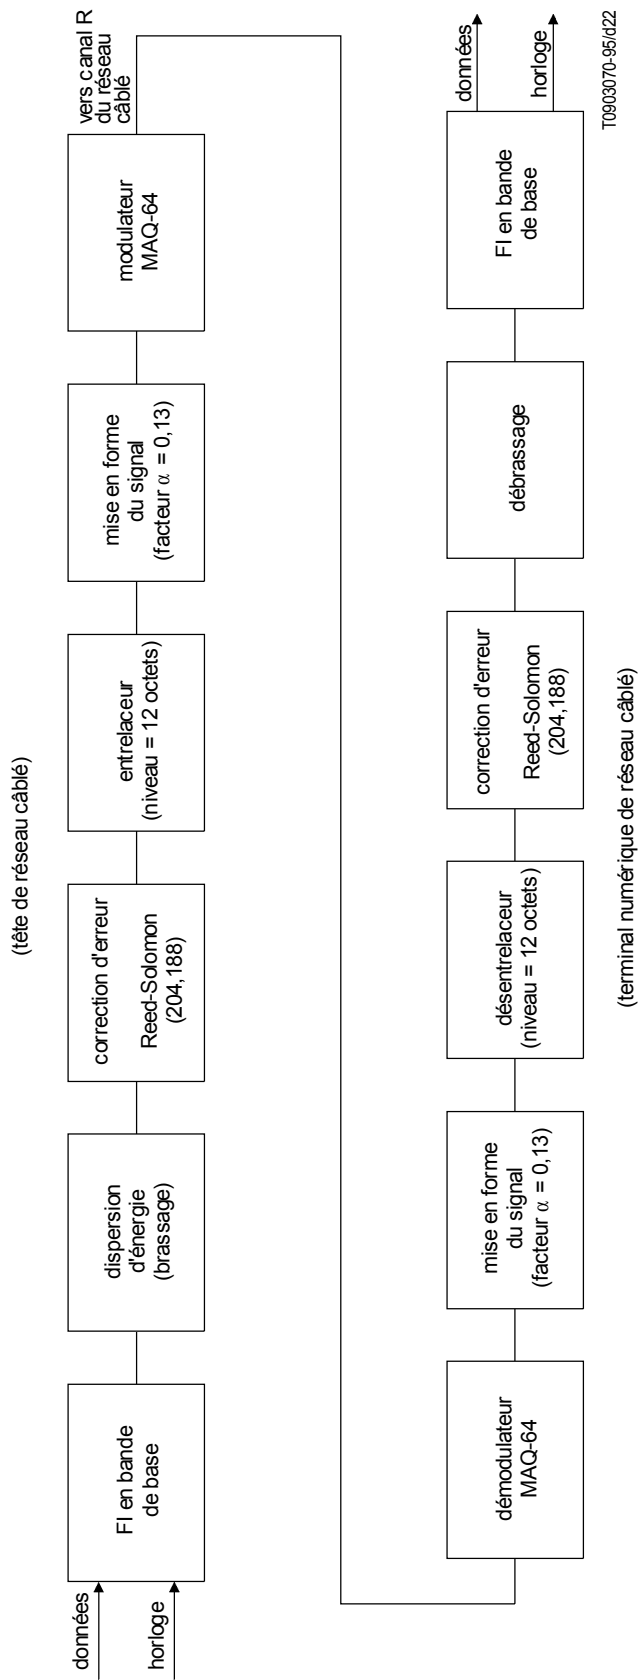 (tête de réseau câblé)
données
horloge
FI en bande
de base
dispersion
d'énergie
(brassage)
correction d'erreur
Reed-Solomon
(204,188)
entrelaceur
(niveau = 12 octets)
mise en forme
du signal
(facteur α = 0,13)
modulateur
MAQ-64
vers canal R
du réseau
câblé
démodulateur
MAQ-64
mise en forme
du signal
(facteur α = 0,13)
désentrelaceur
(niveau = 12 octets)
correction d'erreur
Reed-Solomon
(204,188)
débrassage
FI en bande
de base
données
horloge
(terminal numérique de réseau câblé)
T0903070-95/d22